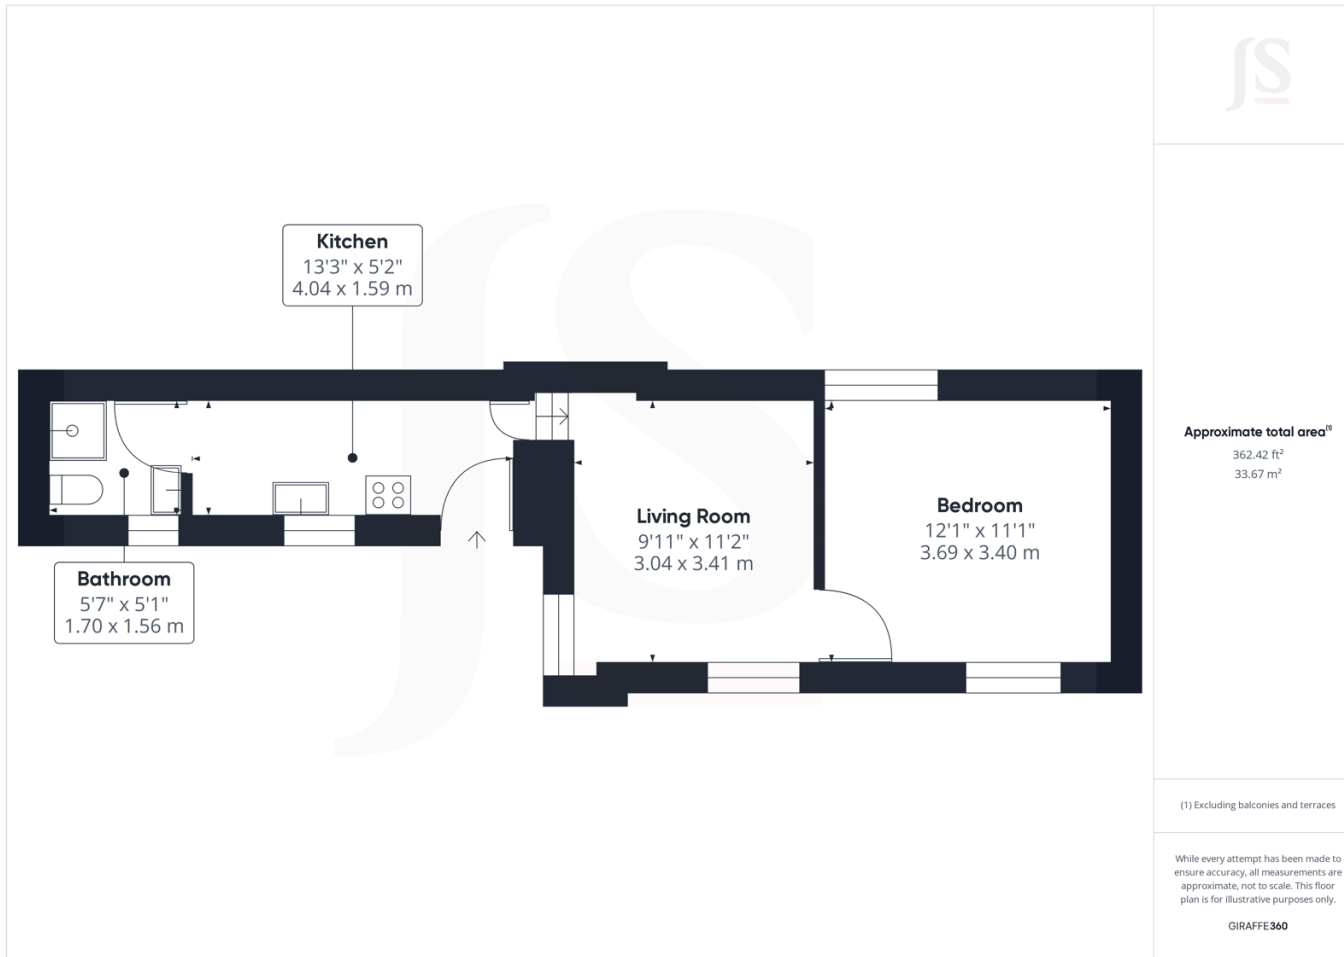 JS
Kitchen
13'3" x 5'2"
4.04 x 1.59 m
Bathroom
5'7" x 5'1"
1.70 x 1.56 m
Living Room
9'11" x 11'2"
3.04 x 3.41 m
Bedroom
12'1" x 11'1"
3.69 x 3.40 m
JS
Approximate total area(1)
362.42 ft²
33.67 m²
(1) Excluding balconies and terraces
While every attempt has been made to
ensure accuracy, all measurements are
approximate, not to scale. This floor
plan is for illustrative purposes only.
GIRAFFE360